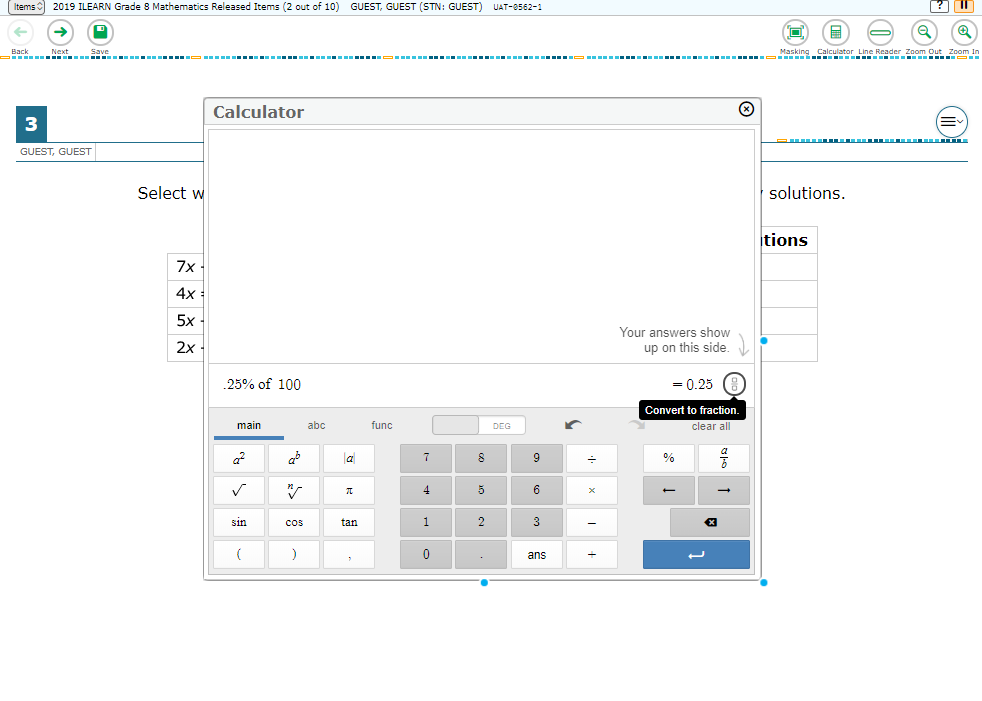 Items 2019 ILEARN Grade 8 Mathematics Released Items (2 out of 10) GUEST, GUEST (STN: GUEST) UAT-0562-1 ?
Back Next Save Masking Calculator Line Reader Zoom Out Zoom In
3
GUEST, GUEST
Calculator
Select w
solutions.
tions
7x -
4x =
5x -
2x -
Your answers show
up on this side.
.25% of 100 = 0.25
Convert to fraction.
main abc func DEG clear all
a² aᵇ |a| 7 8 9 ÷ % a/b
√ ⁿ√ π 4 5 6 × ← →
sin cos tan 1 2 3 −
( ) , 0 . ans +